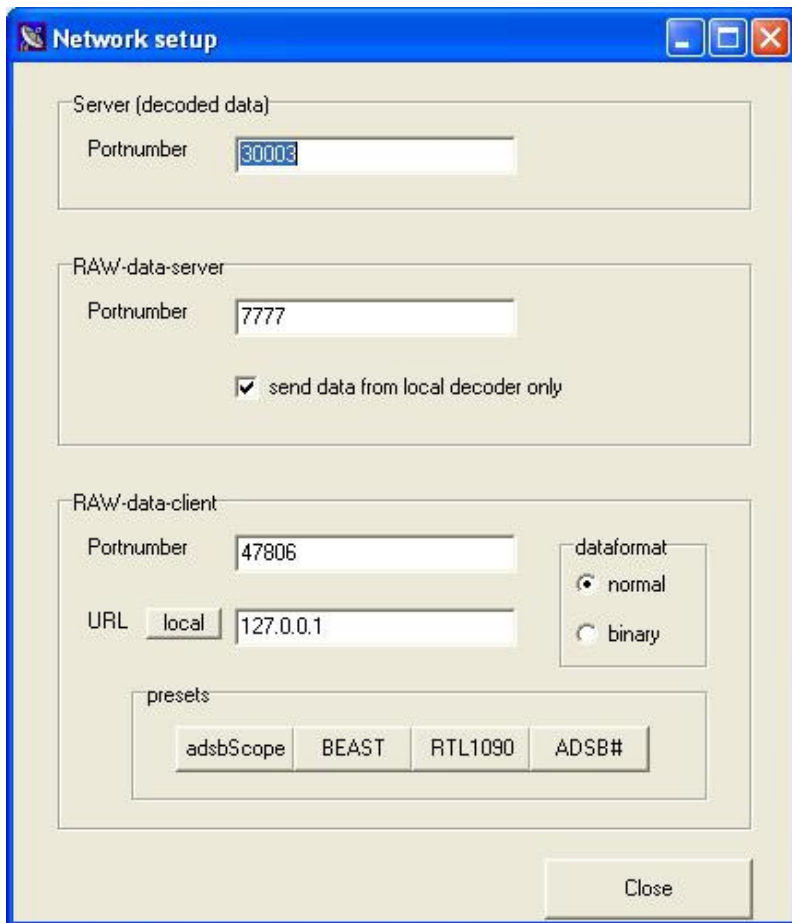 Network setup
Server (decoded data)
Portnumber 30003
RAW-data-server
Portnumber 7777
send data from local decoder only
RAW-data-client
Portnumber 47806
dataformat
normal
URL local 127.0.0.1
binary
presets
adsbScope BEAST RTL1090 ADSB#
Close